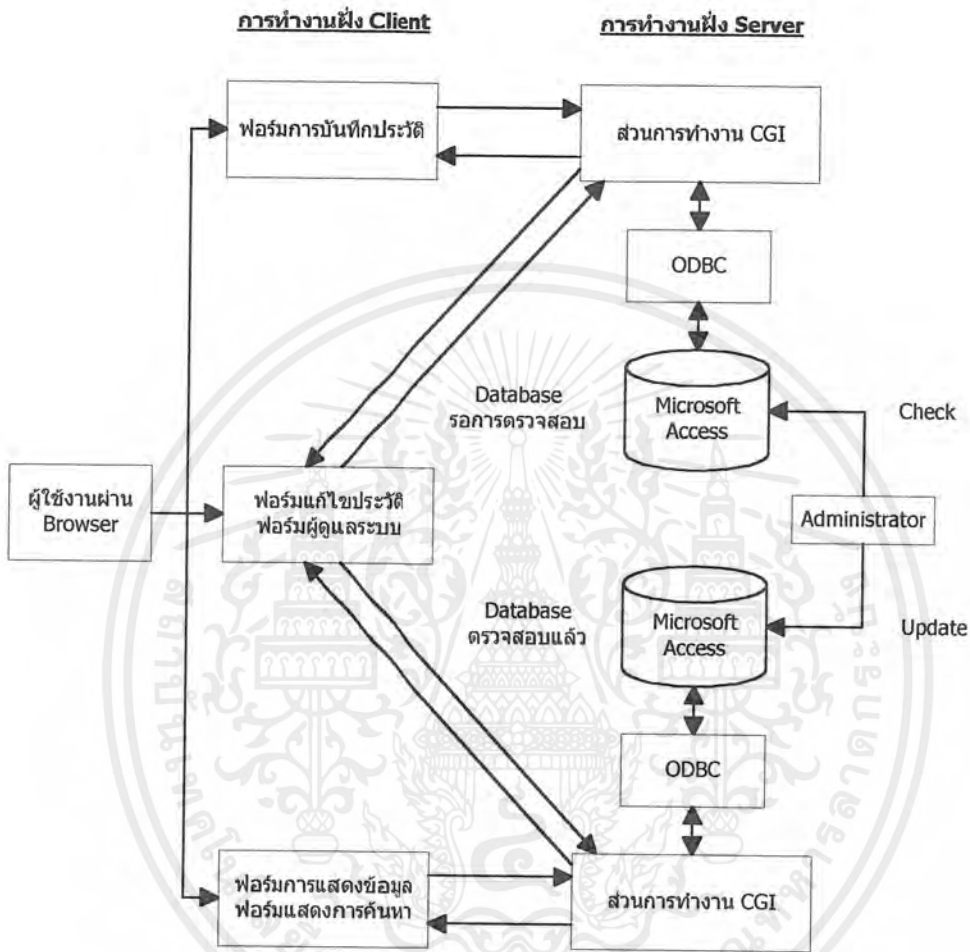 การทำงานฝั่ง Client
การทำงานฝั่ง Server
ฟอร์มการบันทึกประวัติ
ส่วนการทำงาน CGI
ODBC
Database
รอการตรวจสอบ
Microsoft
Access
Check
ผู้ใช้งานผ่าน
Browser
ฟอร์มแก้ไขประวัติ
ฟอร์มผู้ดูแลระบบ
Administrator
Database
ตรวจสอบแล้ว
Microsoft
Access
Update
ODBC
ฟอร์มการแสดงข้อมูล
ฟอร์มแสดงการค้นหา
ส่วนการทำงาน CGI